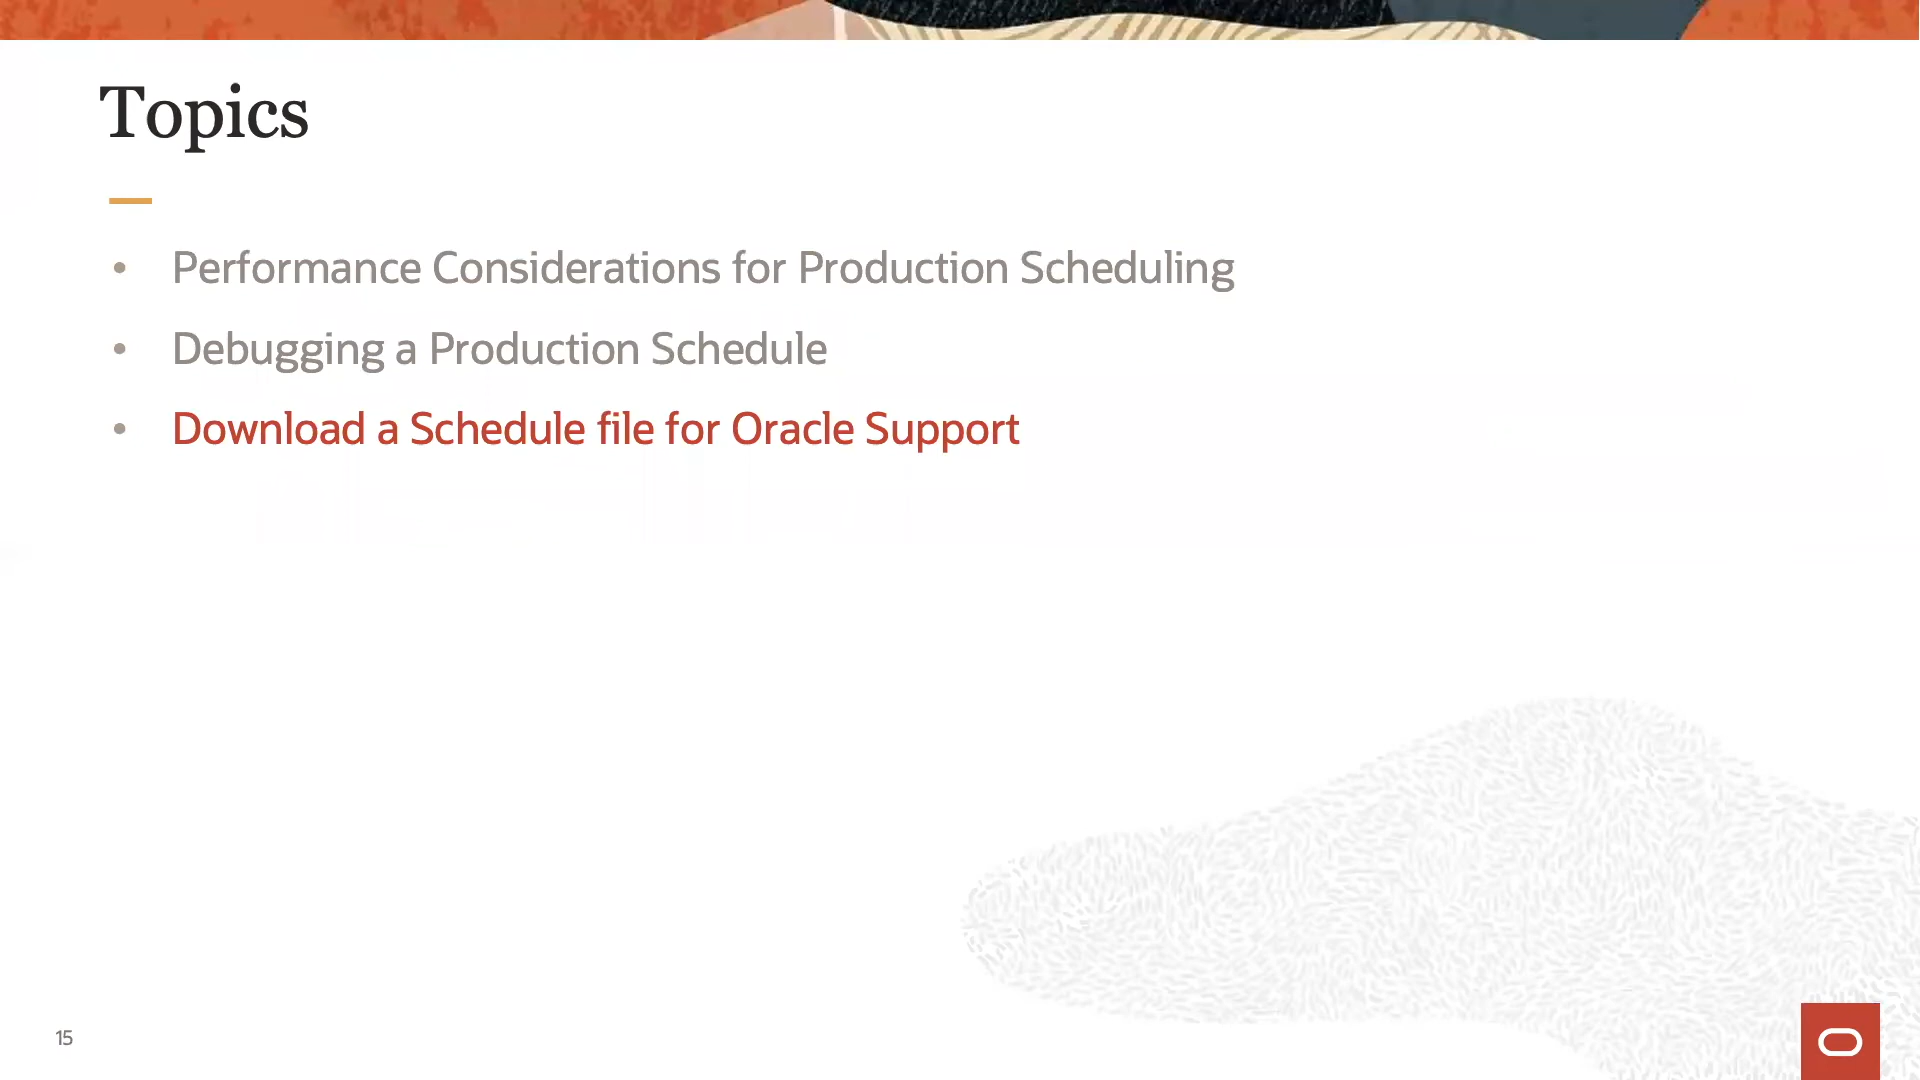 Topics
• Performance Considerations for Production Scheduling
• Debugging a Production Schedule
• Download a Schedule file for Oracle Support
15